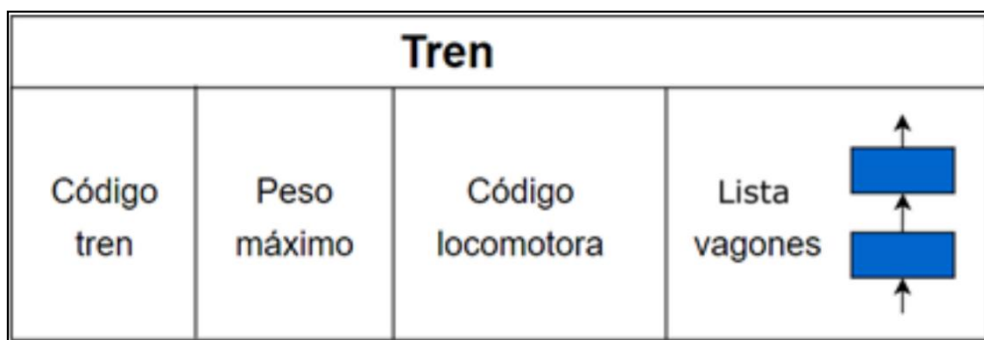 Tren
Código
tren
Peso
máximo
Código
locomotora
Lista
vagones